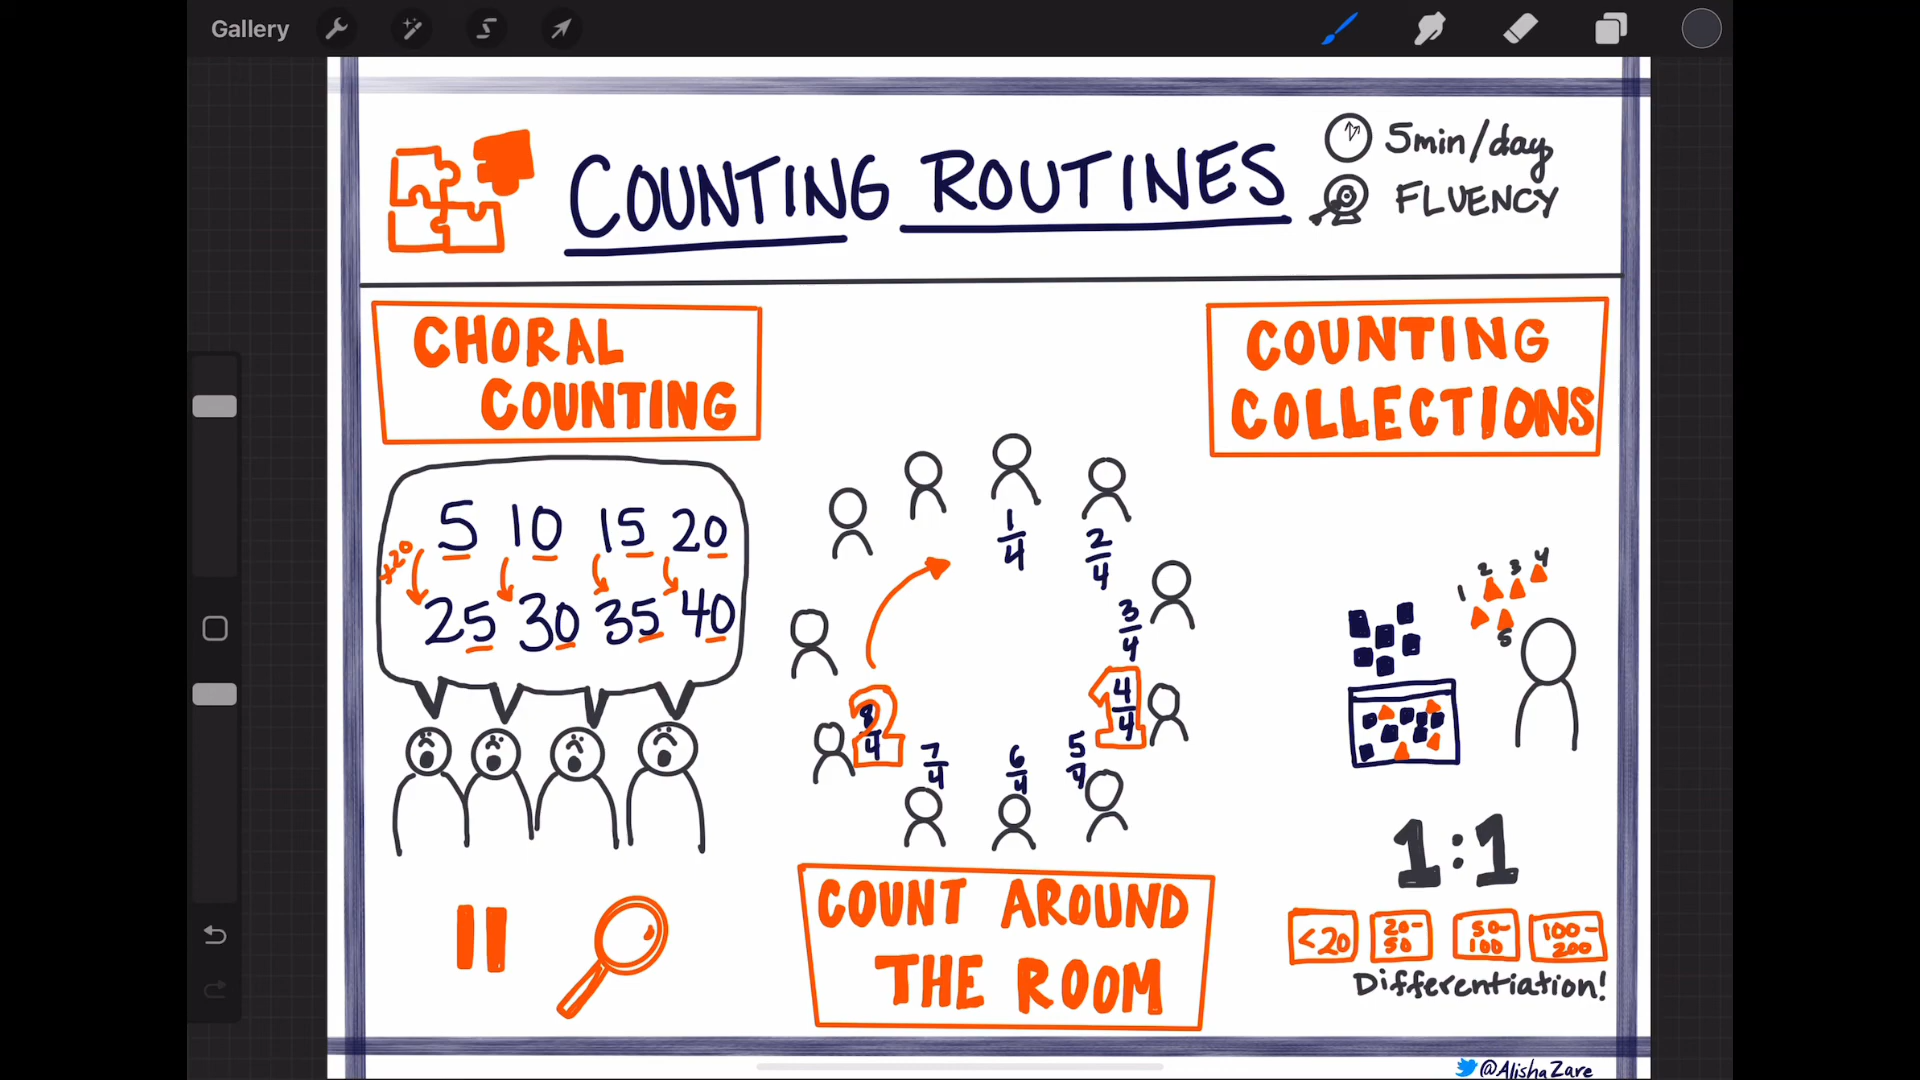 Gallery
COUNTING ROUTINES
5min/day
FLUENCY
CHORAL
COUNTING
5 10 15 20
+20
25 30 35 40
1/4
2/4
3/4
4/4
5/4
6/4
7/4
8/4
1
2
COUNT AROUND
THE ROOM
COUNTING
COLLECTIONS
1 2 3 4
5
1:1
<20
20-
50
50-
100
100-
200
Differentiation!
@AlishaZare